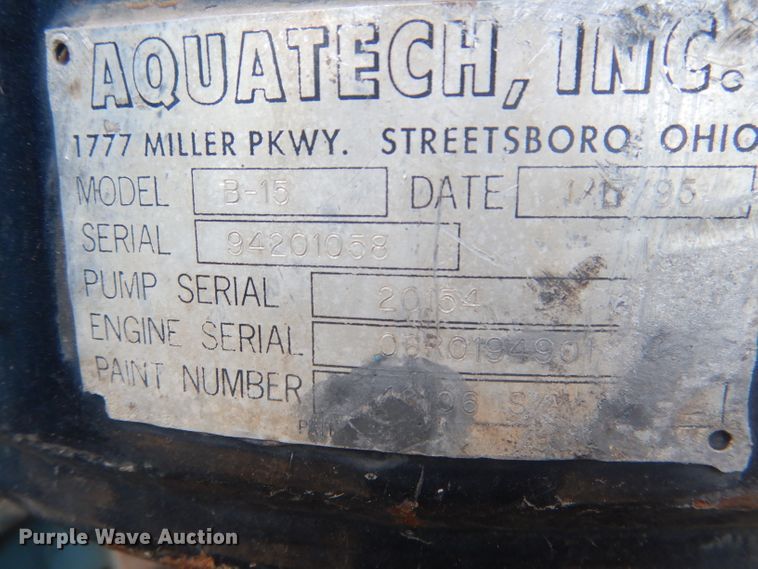 AQUATECH, INC.
1777 MILLER PKWY. STREETSBORO OHIO
MODEL B-15 DATE
SERIAL 94201058
PUMP SERIAL 20154
ENGINE SERIAL 06R0194901
PAINT NUMBER
Purple Wave Auction